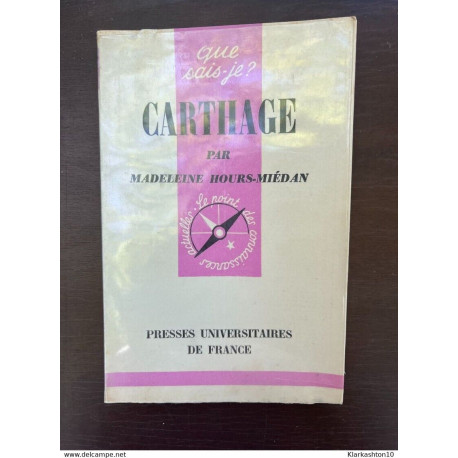 que
sais-je?
CARTHAGE
PAR
MADELEINE HOURS-MIÉDAN
Le point des connaissances actuelles
PRESSES UNIVERSITAIRES
DE FRANCE
www.delcampe.net
Klarkashton10